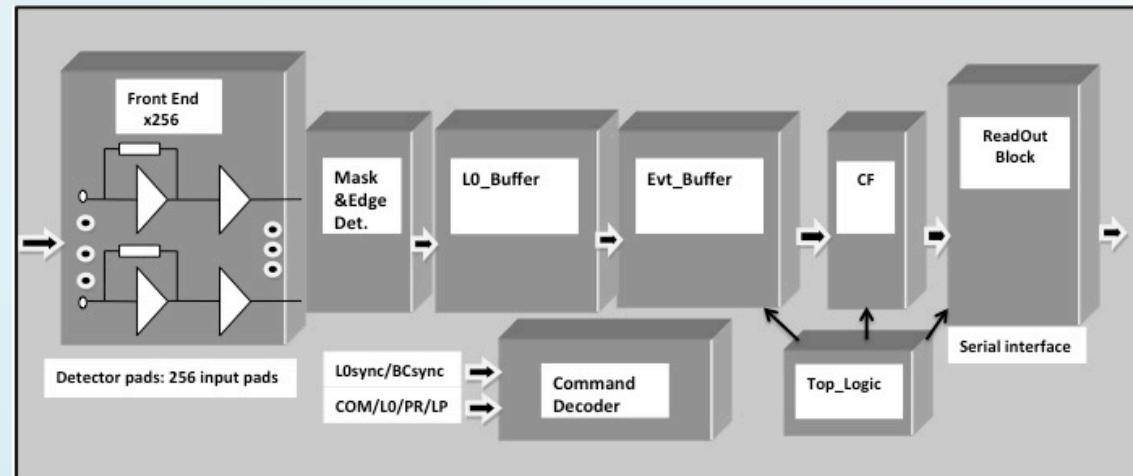 Front End
x256
Mask
&Edge
Det.
L0_Buffer
Evt_Buffer
CF
ReadOut
Block
Detector pads: 256 input pads
L0sync/BCsync
COM/L0/PR/LP
Command
Decoder
Top_Logic
Serial interface